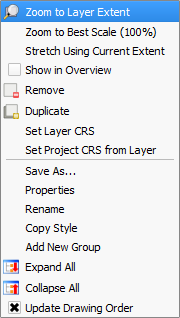 Zoom to Layer Extent
Zoom to Best Scale (100%)
Stretch Using Current Extent
Show in Overview
Remove
Duplicate
Set Layer CRS
Set Project CRS from Layer
Save As...
Properties
Rename
Copy Style
Add New Group
Expand All
Collapse All
Update Drawing Order